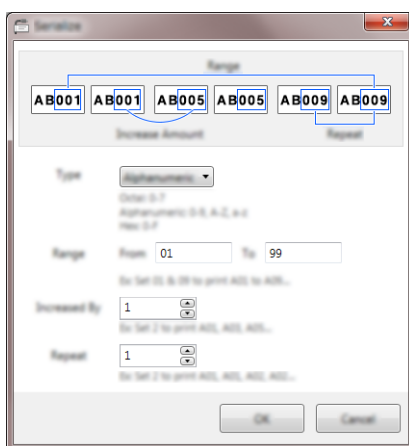 Serialize
Range
AB001 AB001 AB005 AB005 AB009 AB009
Increase Amount Repeat
Type Alphanumeric
Octal 0-7
Alphanumeric 0-9, A-Z, a-z
Hex 0-F
Range From 01 To 99
Ex: Set 01 & 09 to print A01 to A09...
Increased By 1
Ex: Set 2 to print A01, A03, A05...
Repeat 1
Ex: Set 2 to print A01, A01, A02, A02...
OK Cancel